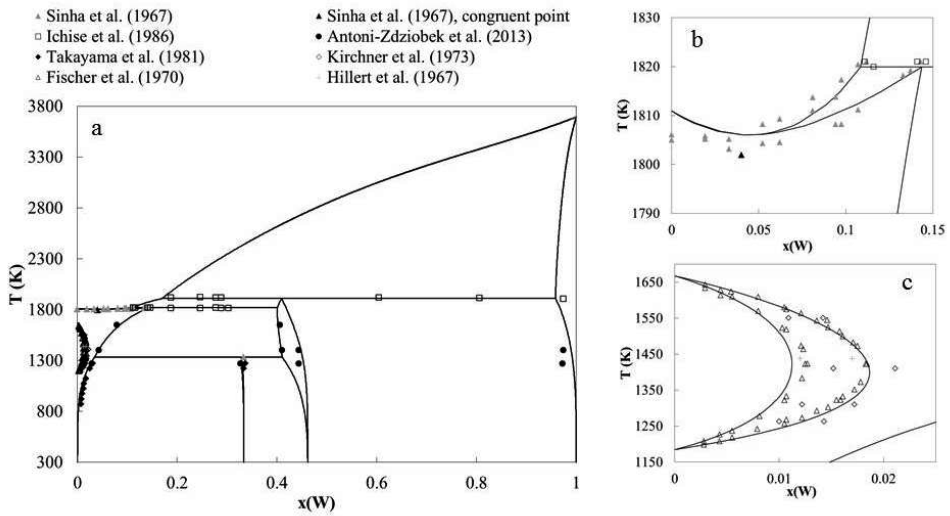 Sinha et al. (1967)
Sinha et al. (1967), congruent point
Ichise et al. (1986)
Antoni-Zdziobek et al. (2013)
Takayama et al. (1981)
Kirchner et al. (1973)
Fischer et al. (1970)
Hillert et al. (1967)
a
T (K)
3800
3300
2800
2300
1800
1300
800
300
0
0.2
0.4
0.6
0.8
1
x(W)
b
T (K)
1830
1820
1810
1800
1790
0
0.05
0.1
0.15
x(W)
c
T (K)
1650
1550
1450
1350
1250
1150
0
0.01
0.02
x(W)